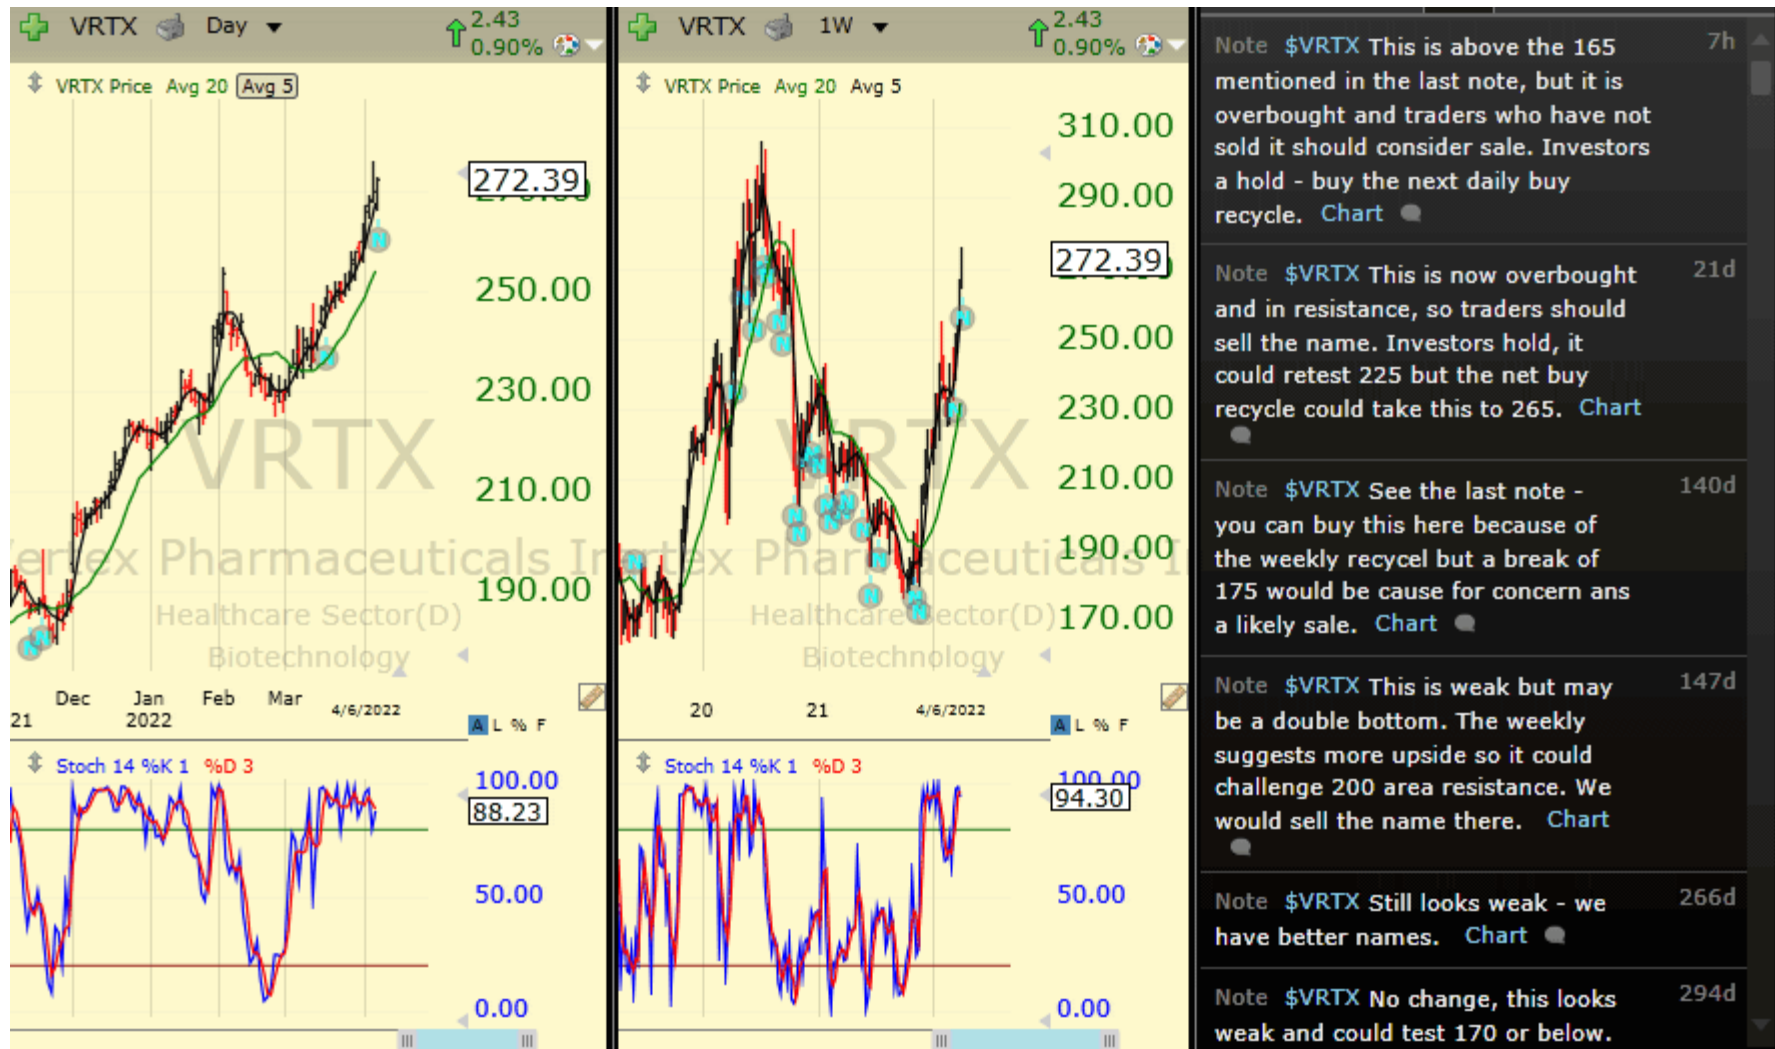 VRTX Day
2.43
0.90%
VRTX Price Avg 20 Avg 5
272.39
250.00
230.00
210.00
190.00
VRTX
Healthcare Sector(D)
Biotechnology
21 Dec Jan 2022 Feb Mar 4/6/2022
A L % F
Stoch 14 %K 1 %D 3
100.00
88.23
50.00
0.00
VRTX 1W
2.43
0.90%
VRTX Price Avg 20 Avg 5
310.00
290.00
272.39
250.00
230.00
210.00
190.00
170.00
VRTX
Vertex Pharmaceuticals In
Healthcare Sector(D)
Biotechnology
20 21 4/6/2022
A L % F
Stoch 14 %K 1 %D 3
100.00
94.30
50.00
0.00
Note $VRTX This is above the 165 7h
mentioned in the last note, but it is
overbought and traders who have not
sold it should consider sale. Investors
a hold - buy the next daily buy
recycle. Chart
Note $VRTX This is now overbought 21d
and in resistance, so traders should
sell the name. Investors hold, it
could retest 225 but the net buy
recycle could take this to 265. Chart
Note $VRTX See the last note - 140d
you can buy this here because of
the weekly recycel but a break of
175 would be cause for concern ans
a likely sale. Chart
Note $VRTX This is weak but may 147d
be a double bottom. The weekly
suggests more upside so it could
challenge 200 area resistance. We
would sell the name there. Chart
Note $VRTX Still looks weak - we 266d
have better names. Chart
Note $VRTX No change, this looks 294d
weak and could test 170 or below.